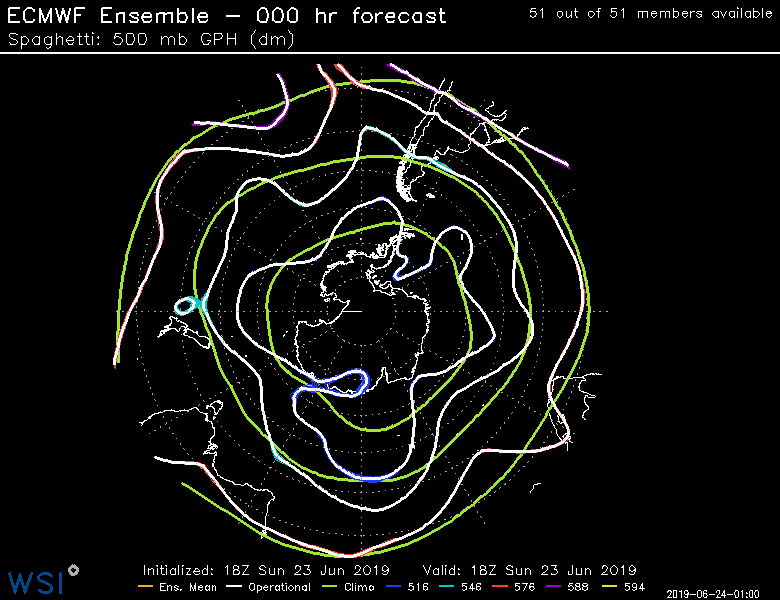 ECMWF Ensemble – 000 hr forecast
51 out of 51 members available
Spaghetti: 500 mb GPH (dm)
Initialized: 18Z Sun 23 Jun 2019 Valid: 18Z Sun 23 Jun 2019
Ens. Mean Operational Climo 516 546 576 588 594
WSI
2019-06-24-01:00